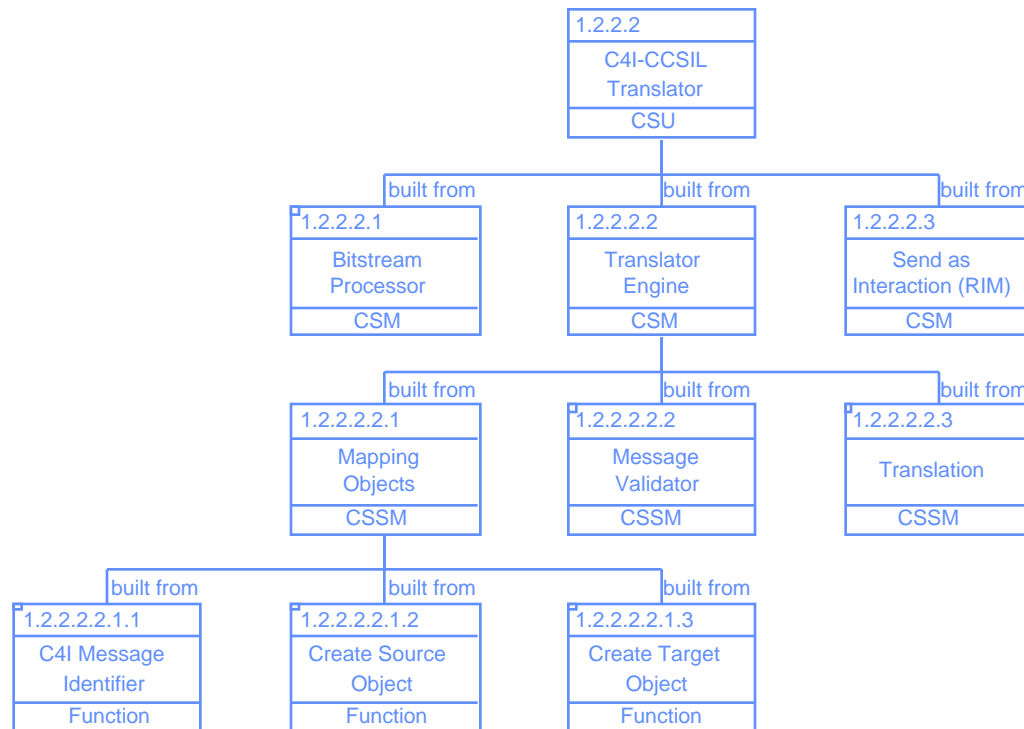 1.2.2.2
C4I-CCSIL
Translator
CSU
built from
built from
built from
1.2.2.2.1
Bitstream
Processor
CSM
1.2.2.2.2
Translator
Engine
CSM
1.2.2.2.3
Send as
Interaction (RIM)
CSM
built from
built from
built from
1.2.2.2.2.1
Mapping
Objects
CSSM
1.2.2.2.2.2
Message
Validator
CSSM
1.2.2.2.2.3
Translation
CSSM
built from
built from
built from
1.2.2.2.2.1.1
C4I Message
Identifier
Function
1.2.2.2.2.1.2
Create Source
Object
Function
1.2.2.2.2.1.3
Create Target
Object
Function